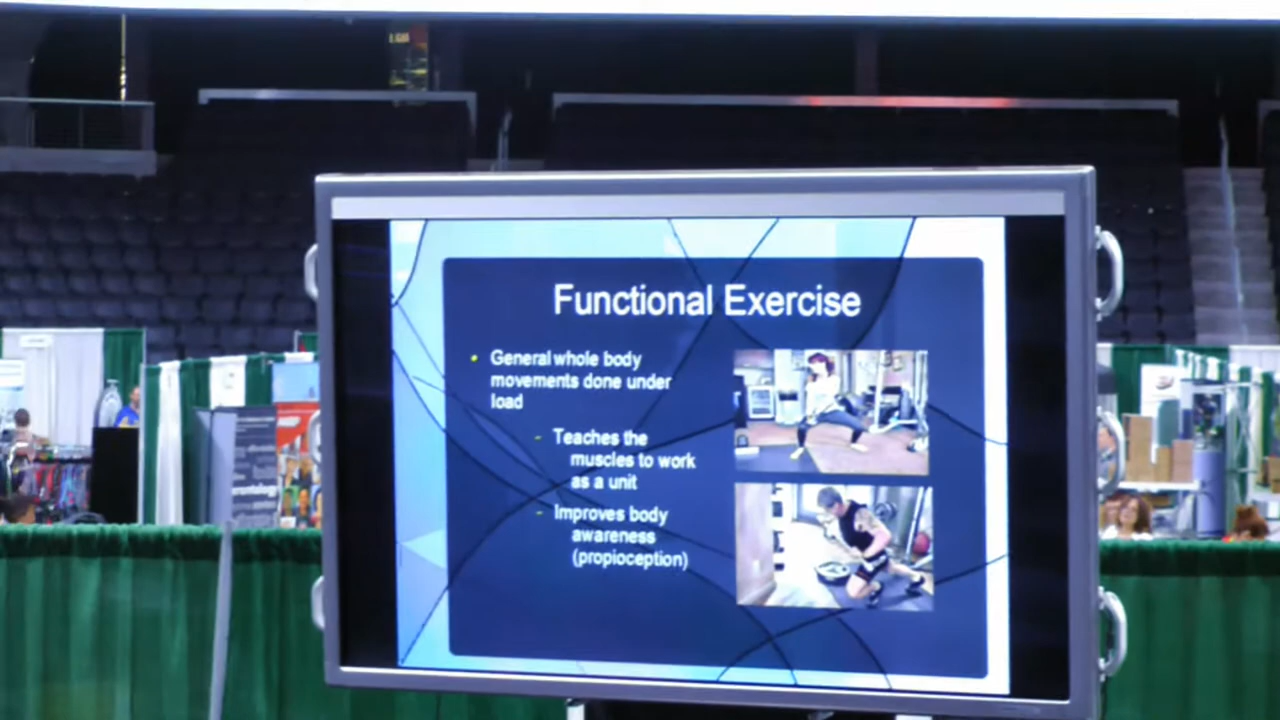 Functional Exercise
General whole body
movements done under
load
Teaches the
muscles to work
as a unit
Improves body
awareness
(propioception)